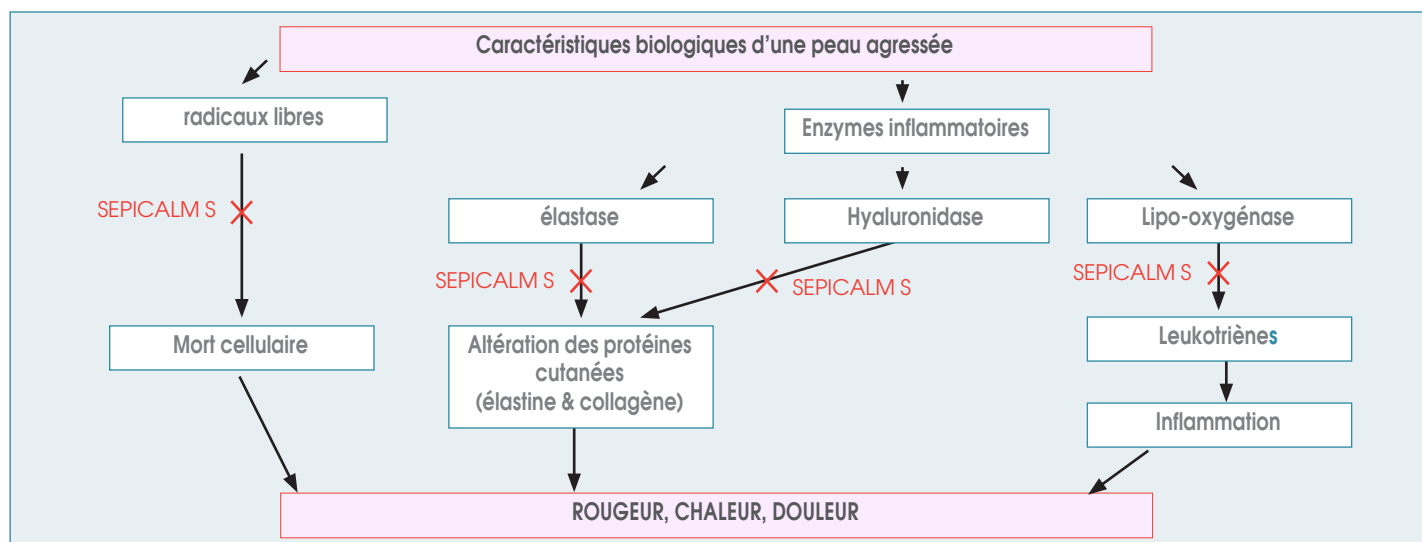 Caractéristiques biologiques d’une peau agressée
radicaux libres
Enzymes inflammatoires
SEPICALM S
élastase
Hyaluronidase
Lipo-oxygénase
SEPICALM S
SEPICALM S
SEPICALM S
Mort cellulaire
Altération des protéines
cutanées
(élastine & collagène)
Leukotriènes
Inflammation
ROUGEUR, CHALEUR, DOULEUR